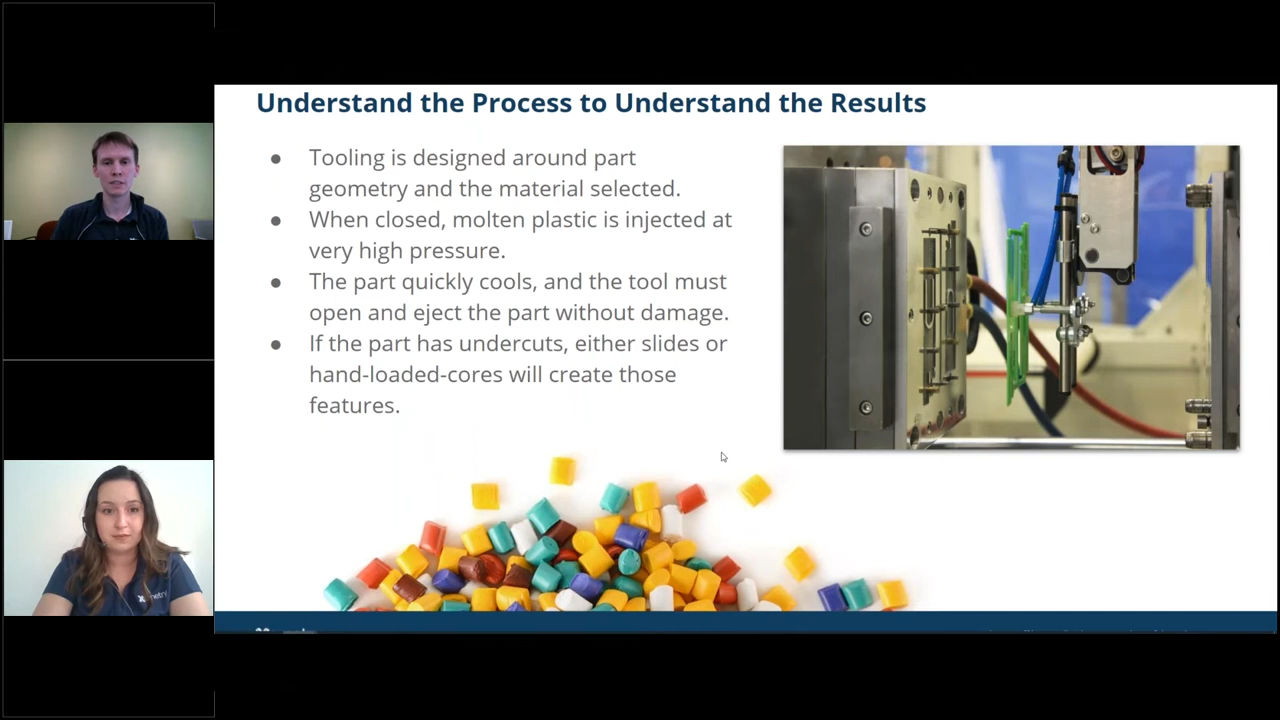 Understand the Process to Understand the Results
● Tooling is designed around part
geometry and the material selected.
● When closed, molten plastic is injected at
very high pressure.
● The part quickly cools, and the tool must
open and eject the part without damage.
● If the part has undercuts, either slides or
hand-loaded-cores will create those
features.